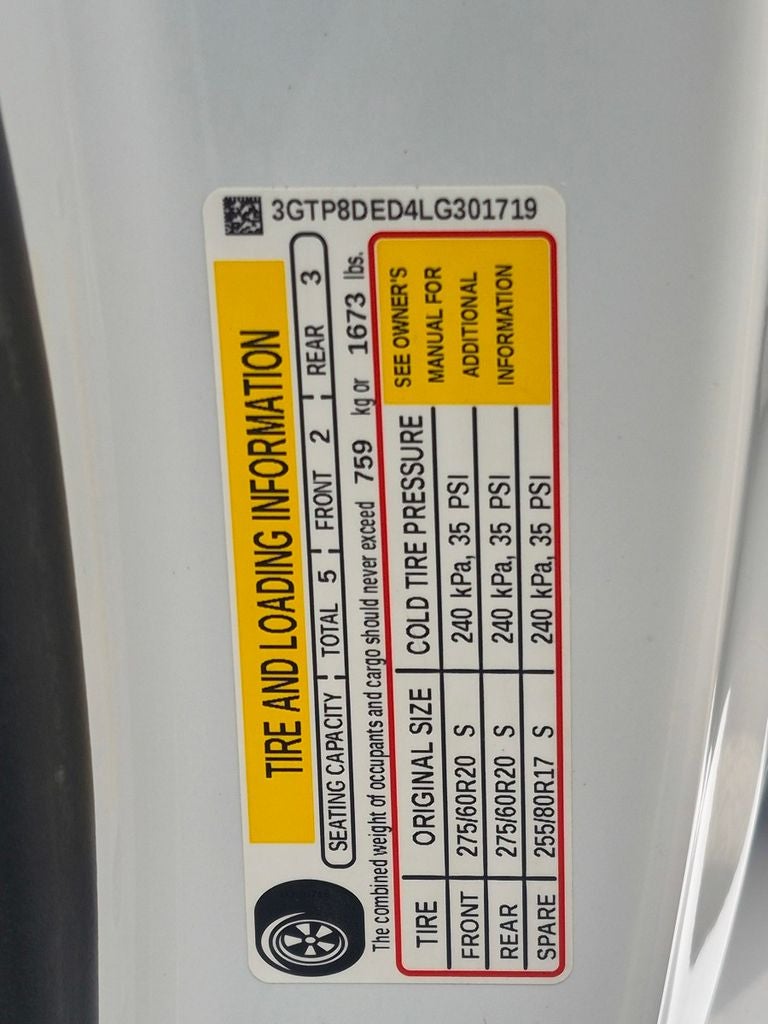 3GTP8DED4LG301719
TIRE AND LOADING INFORMATION
SEATING CAPACITY TOTAL 5 FRONT 2 REAR 3
The combined weight of occupants and cargo should never exceed 759 kg or 1673 lbs.
TIRE ORIGINAL SIZE COLD TIRE PRESSURE
FRONT 275/60R20 S 240 kPa, 35 PSI
REAR 275/60R20 S 240 kPa, 35 PSI
SPARE 255/80R17 S 240 kPa, 35 PSI
SEE OWNER'S
MANUAL FOR
ADDITIONAL
INFORMATION